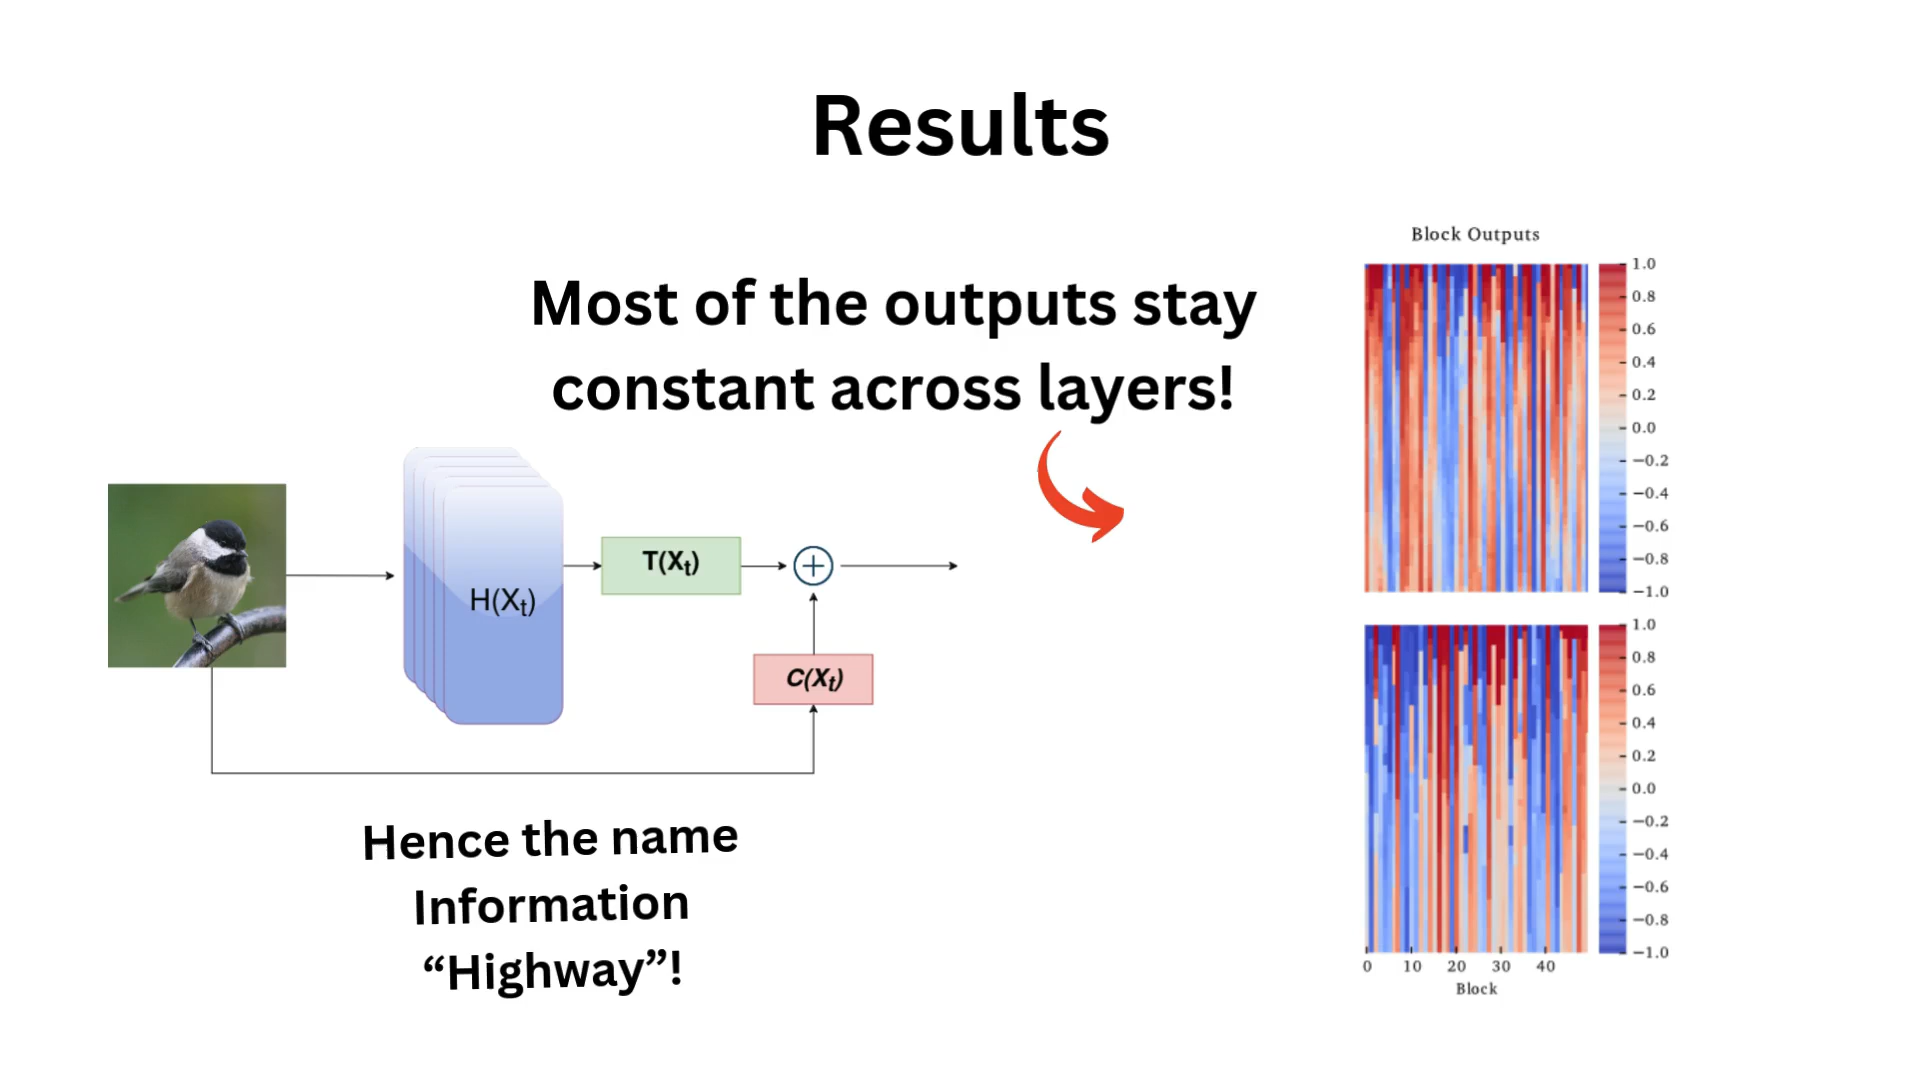 Results
Most of the outputs stay
constant across layers!
H(Xt)
T(Xt)
C(Xt)
Hence the name
Information
“Highway”!
Block Outputs
1.0
0.8
0.6
0.4
0.2
0.0
−0.2
−0.4
−0.6
−0.8
−1.0
1.0
0.8
0.6
0.4
0.2
0.0
−0.2
−0.4
−0.6
−0.8
−1.0
0 10 20 30 40
Block